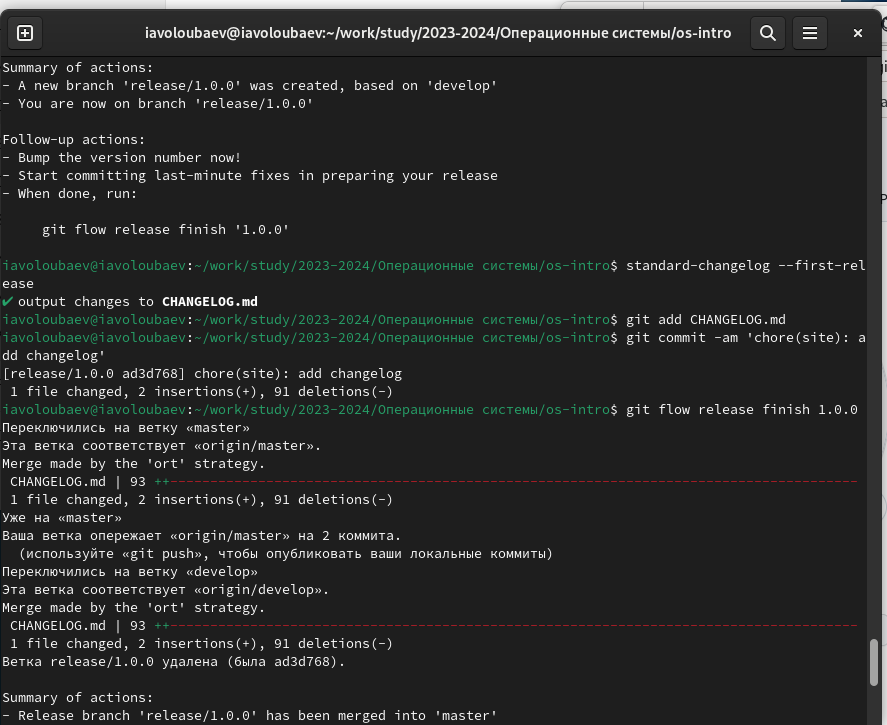 iavoloubaev@iavoloubaev:~/work/study/2023-2024/Операционные системы/os-intro
Summary of actions:
- A new branch 'release/1.0.0' was created, based on 'develop'
- You are now on branch 'release/1.0.0'
Follow-up actions:
- Bump the version number now!
- Start committing last-minute fixes in preparing your release
- When done, run:
git flow release finish '1.0.0'
iavoloubaev@iavoloubaev:~/work/study/2023-2024/Операционные системы/os-intro$ standard-changelog --first-rel
ease
✔ output changes to CHANGELOG.md
iavoloubaev@iavoloubaev:~/work/study/2023-2024/Операционные системы/os-intro$ git add CHANGELOG.md
iavoloubaev@iavoloubaev:~/work/study/2023-2024/Операционные системы/os-intro$ git commit -am 'chore(site): a
dd changelog'
[release/1.0.0 ad3d768] chore(site): add changelog
1 file changed, 2 insertions(+), 91 deletions(-)
iavoloubaev@iavoloubaev:~/work/study/2023-2024/Операционные системы/os-intro$ git flow release finish 1.0.0
Переключились на ветку «master»
Эта ветка соответствует «origin/master».
Merge made by the 'ort' strategy.
CHANGELOG.md | 93 ++-------------------------------------------------------------------------------------
1 file changed, 2 insertions(+), 91 deletions(-)
Уже на «master»
Ваша ветка опережает «origin/master» на 2 коммита.
(используйте «git push», чтобы опубликовать ваши локальные коммиты)
Переключились на ветку «develop»
Эта ветка соответствует «origin/develop».
Merge made by the 'ort' strategy.
CHANGELOG.md | 93 ++-------------------------------------------------------------------------------------
1 file changed, 2 insertions(+), 91 deletions(-)
Ветка release/1.0.0 удалена (была ad3d768).
Summary of actions:
- Release branch 'release/1.0.0' has been merged into 'master'